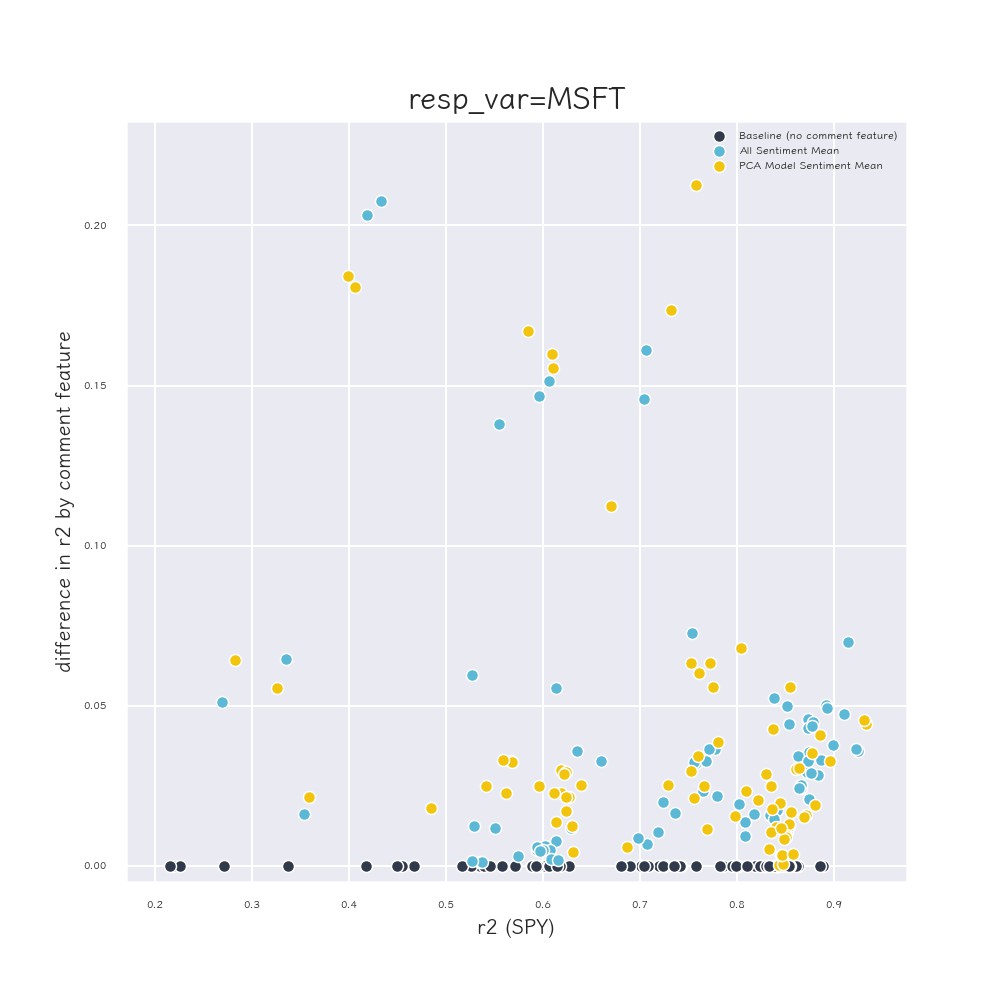 resp_var=MSFT
Baseline (no comment feature)
All Sentiment Mean
PCA Model Sentiment Mean
difference in r2 by comment feature
0.20
0.15
0.10
0.05
0.00
0.2 0.3 0.4 0.5 0.6 0.7 0.8 0.9
r2 (SPY)